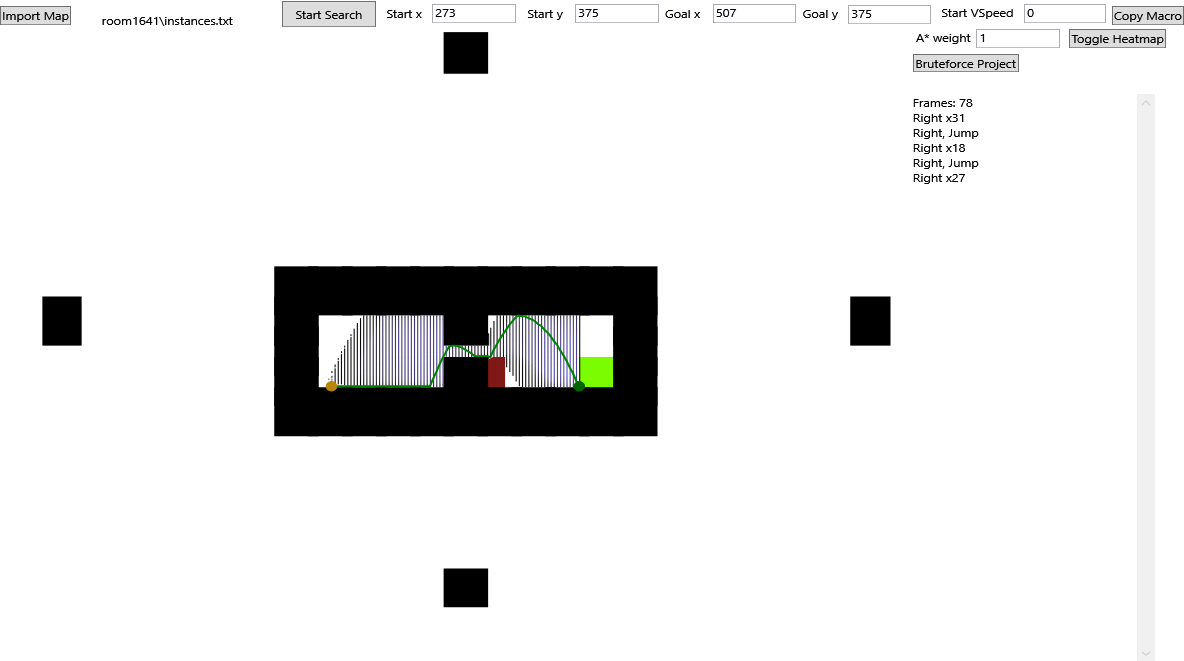 Import Map
room1641\instances.txt
Start Search
Start x 273
Start y 375
Goal x 507
Goal y 375
Start VSpeed 0
Copy Macro
A* weight 1
Toggle Heatmap
Bruteforce Project
Frames: 78
Right x31
Right, Jump
Right x18
Right, Jump
Right x27